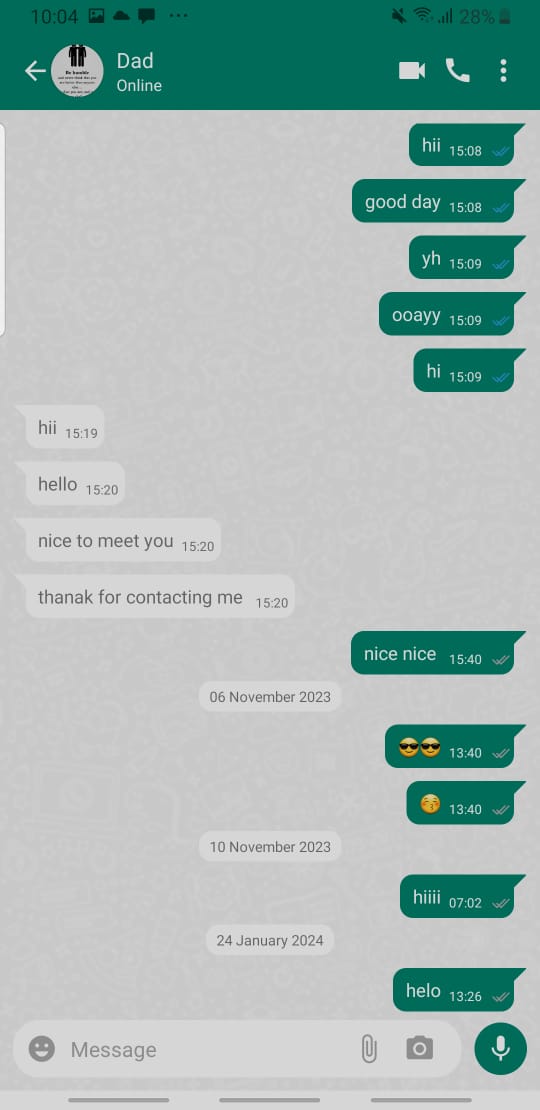 10:04
28%
Dad
Online
Be humble
hii 15:08
good day 15:08
yh 15:09
ooayy 15:09
hi 15:09
hii 15:19
hello 15:20
nice to meet you 15:20
thanak for contacting me 15:20
nice nice 15:40
06 November 2023
😎😎 13:40
😚 13:40
10 November 2023
hiiii 07:02
24 January 2024
helo 13:26
Message